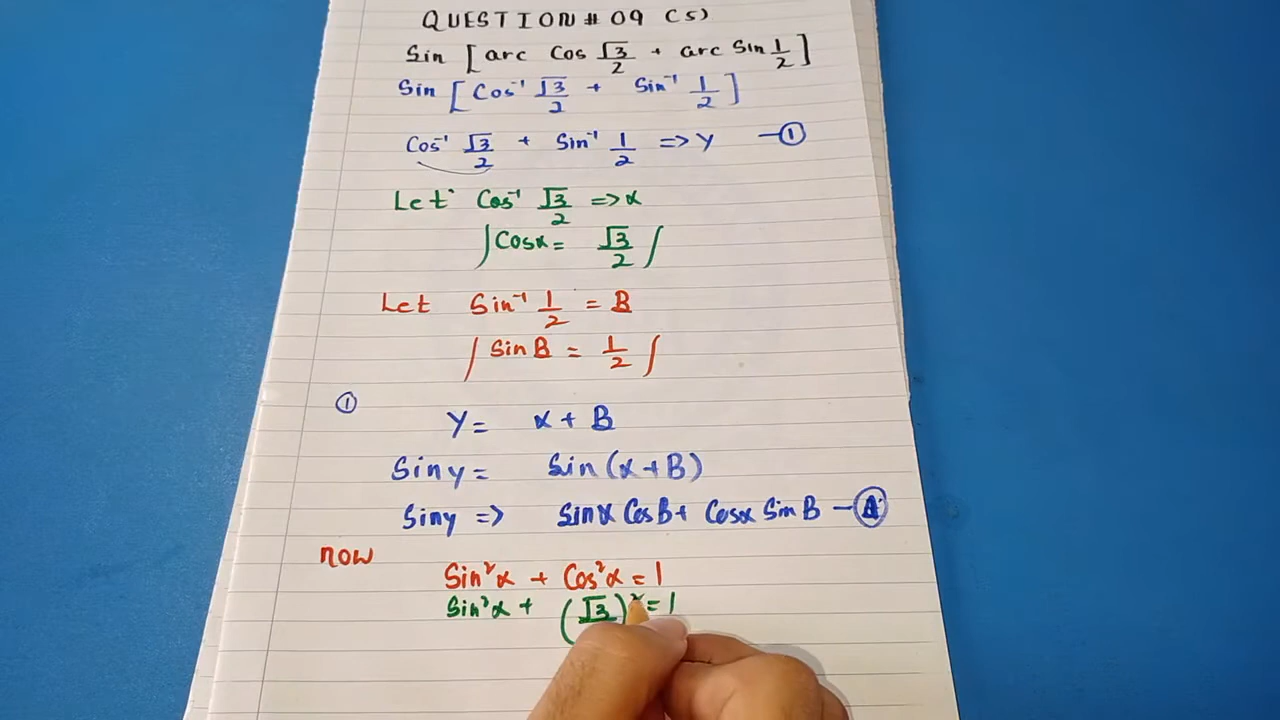 QUESTION # 09 (5)
Sin [arc Cos √3/2 + arc Sin 1/2]
Sin [Cos⁻¹ √3/2 + Sin⁻¹ 1/2]
Cos⁻¹ √3/2 + Sin⁻¹ 1/2 => Y —①
Let Cos⁻¹ √3/2 => α
∫Cosα = √3/2∫
Let Sin⁻¹ 1/2 = B
∫SinB = 1/2∫
①
Y = α + B
Siny = Sin(α+B)
Siny => Sinα CosB + Cosα SinB —Ⓐ
now
Sin²α + Cos²α = 1
Sin²α + (√3)² = 1